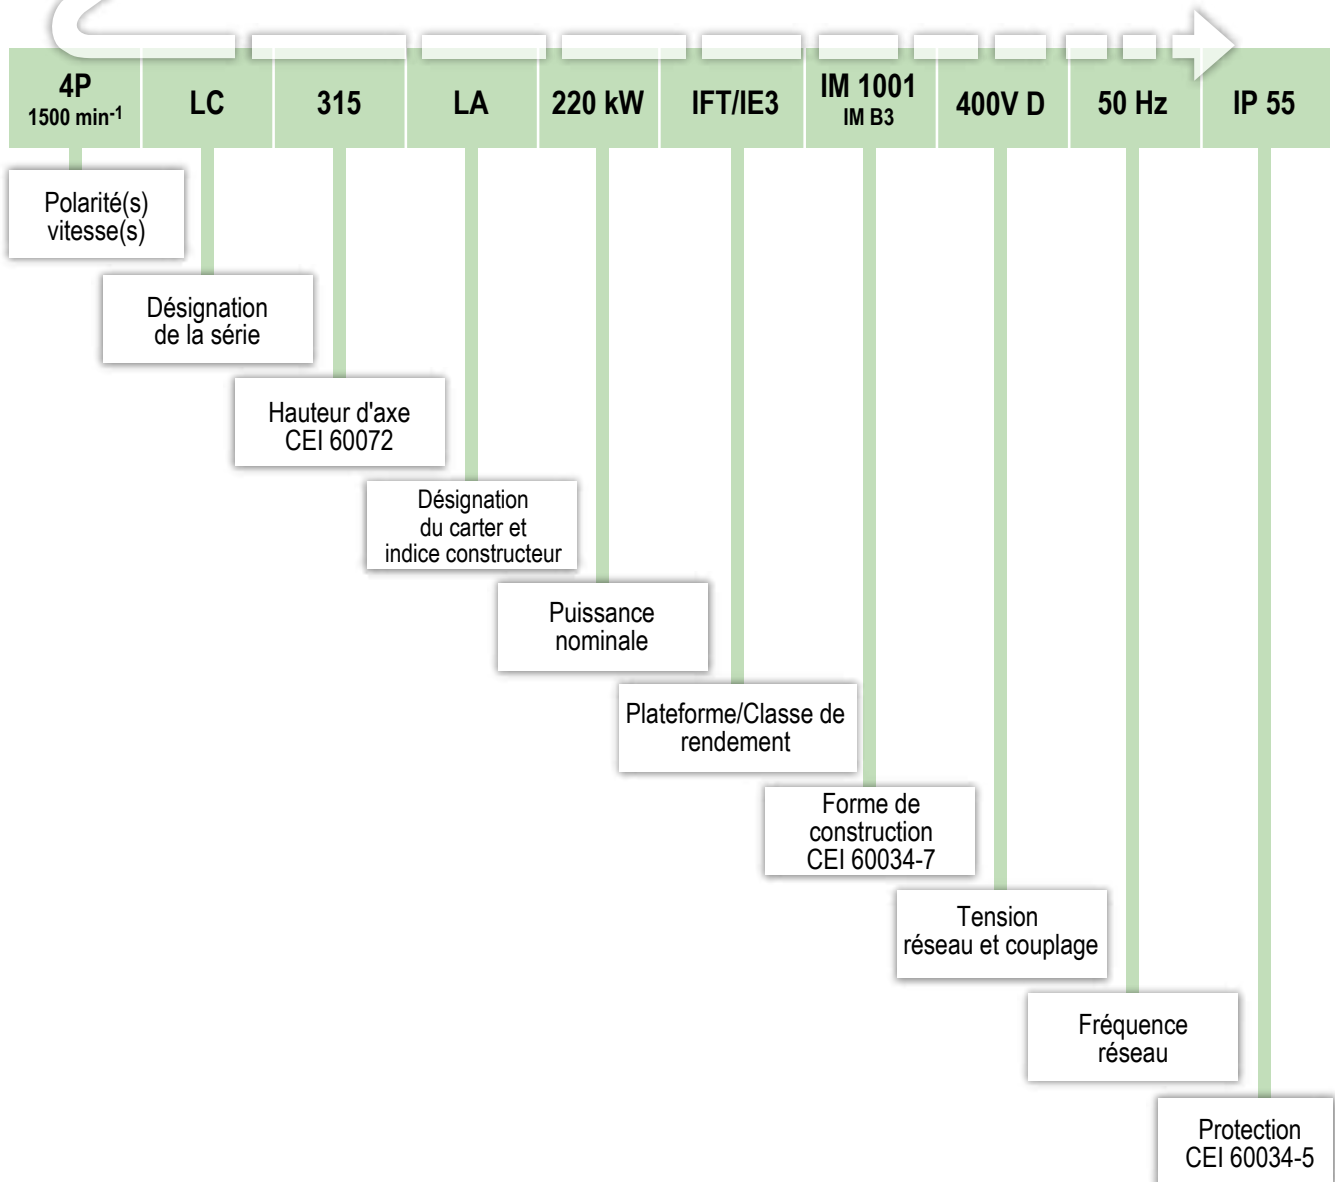 4P
1500 min-1
LC
315
LA
220 kW
IFT/IE3
IM 1001
IM B3
400V D
50 Hz
IP 55
Polarité(s)
vitesse(s)
Désignation
de la série
Hauteur d'axe
CEI 60072
Désignation
du carter et
indice constructeur
Puissance
nominale
Plateforme/Classe de
rendement
Forme de
construction
CEI 60034-7
Tension
réseau et couplage
Fréquence
réseau
Protection
CEI 60034-5